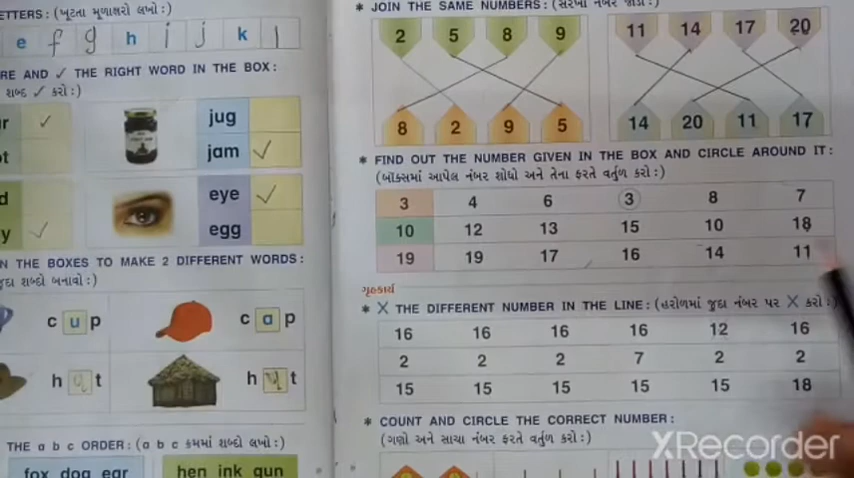 ETTERS: (ખૂટતા મૂળાક્ષરો લખો:)
e f g h i j k l
RE AND ✓ THE RIGHT WORD IN THE BOX:
શબ્દ ✓ કરો:)
r ✓
t
jug
jam ✓
d
y ✓
eye ✓
egg
N THE BOXES TO MAKE 2 DIFFERENT WORDS:
જુદા શબ્દો બનાવો:)
c u p
c a p
h a t
h u t
THE a b c ORDER: (a b c ક્રમમાં શબ્દો લખો:)
fox dog ear
hen ink gun
* JOIN THE SAME NUMBERS: (સરખા નંબર જોડો:)
2 5 8 9
8 2 9 5
11 14 17 20
14 20 11 17
* FIND OUT THE NUMBER GIVEN IN THE BOX AND CIRCLE AROUND IT:
(બૉક્સમાં આપેલ નંબર શોધો અને તેના ફરતે વર્તુળ કરો:)
3 4 6 3 8 7
10 12 13 15 10 18
19 19 17 16 14 11
ગૃહકાર્ય
* X THE DIFFERENT NUMBER IN THE LINE: (હરોળમાં જુદા નંબર પર X કરો:)
16 16 16 16 12 16
2 2 2 7 2 2
15 15 15 15 15 18
* COUNT AND CIRCLE THE CORRECT NUMBER:
(ગણો અને સાચા નંબર ફરતે વર્તુળ કરો:)
XRecorder